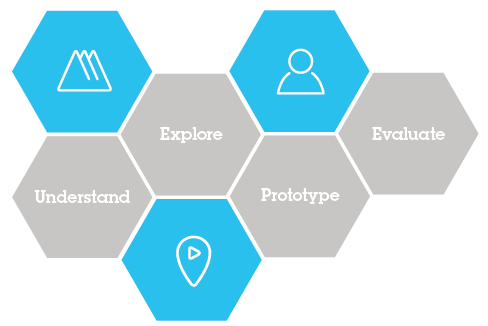 Explore
Evaluate
Understand
Prototype